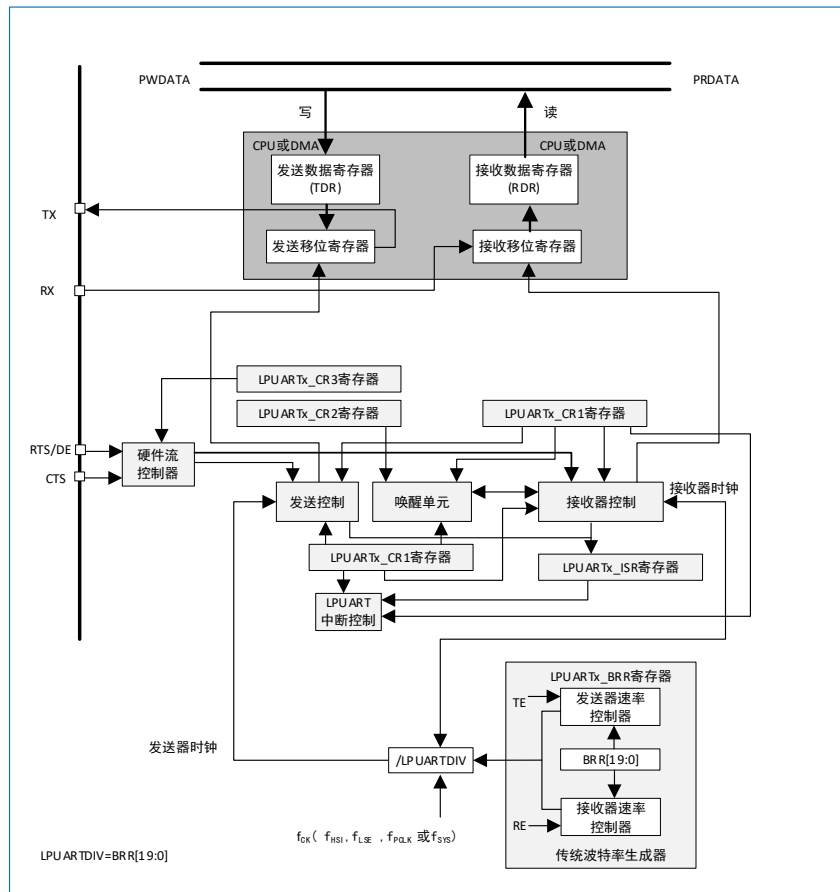 PWDATA
PRDATA
写
读
CPU或DMA
CPU或DMA
发送数据寄存器
(TDR)
接收数据寄存器
(RDR)
TX
发送移位寄存器
接收移位寄存器
RX
LPUARTx_CR3寄存器
LPUARTx_CR2寄存器
LPUARTx_CR1寄存器
RTS/DE
硬件流
控制器
CTS
发送控制
唤醒单元
接收器控制
接收器时钟
LPUARTx_CR1寄存器
LPUARTx_ISR寄存器
LPUART
中断控制
LPUARTx_BRR寄存器
TE
发送器速率
控制器
发送器时钟
/LPUARTDIV
BRR[19:0]
RE
接收器速率
控制器
fCK( fHSI, fLSE , fPCLK 或fSYS)
传统波特率生成器
LPUARTDIV=BRR[19:0]